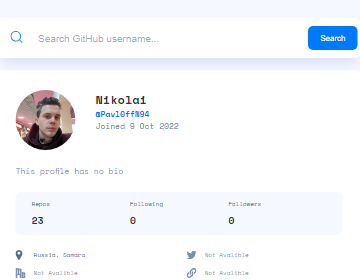 Search GitHub username...
Search
Nikolai
@Pavl0ffN94
Joined 9 Oct 2022
This profile has no bio
Repos Following Followers
23 0 0
Russia, Samara Not Avalible
Not Avalible Not Avalible